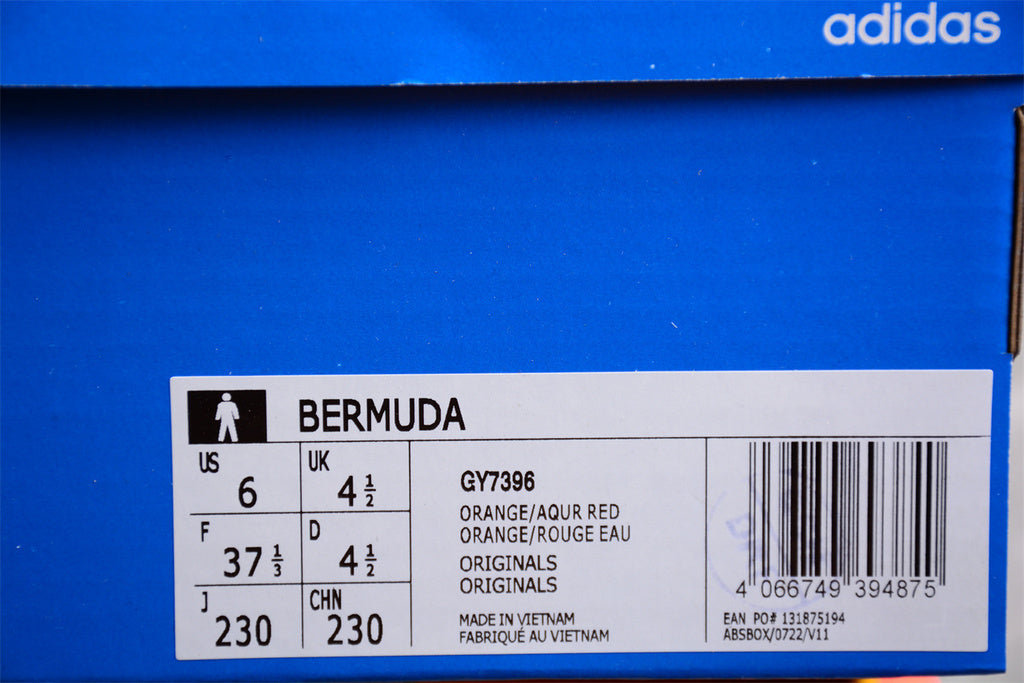 adidas
BERMUDA
US 6
UK 4 1/2
F 37 1/3
D 4 1/2
J 230
CHN 230
GY7396
ORANGE/AQUR RED
ORANGE/ROUGE EAU
ORIGINALS
ORIGINALS
MADE IN VIETNAM
FABRIQUÉ AU VIETNAM
4 066749 394875
EAN PO# 131875194
ABSBOX/0722/V11